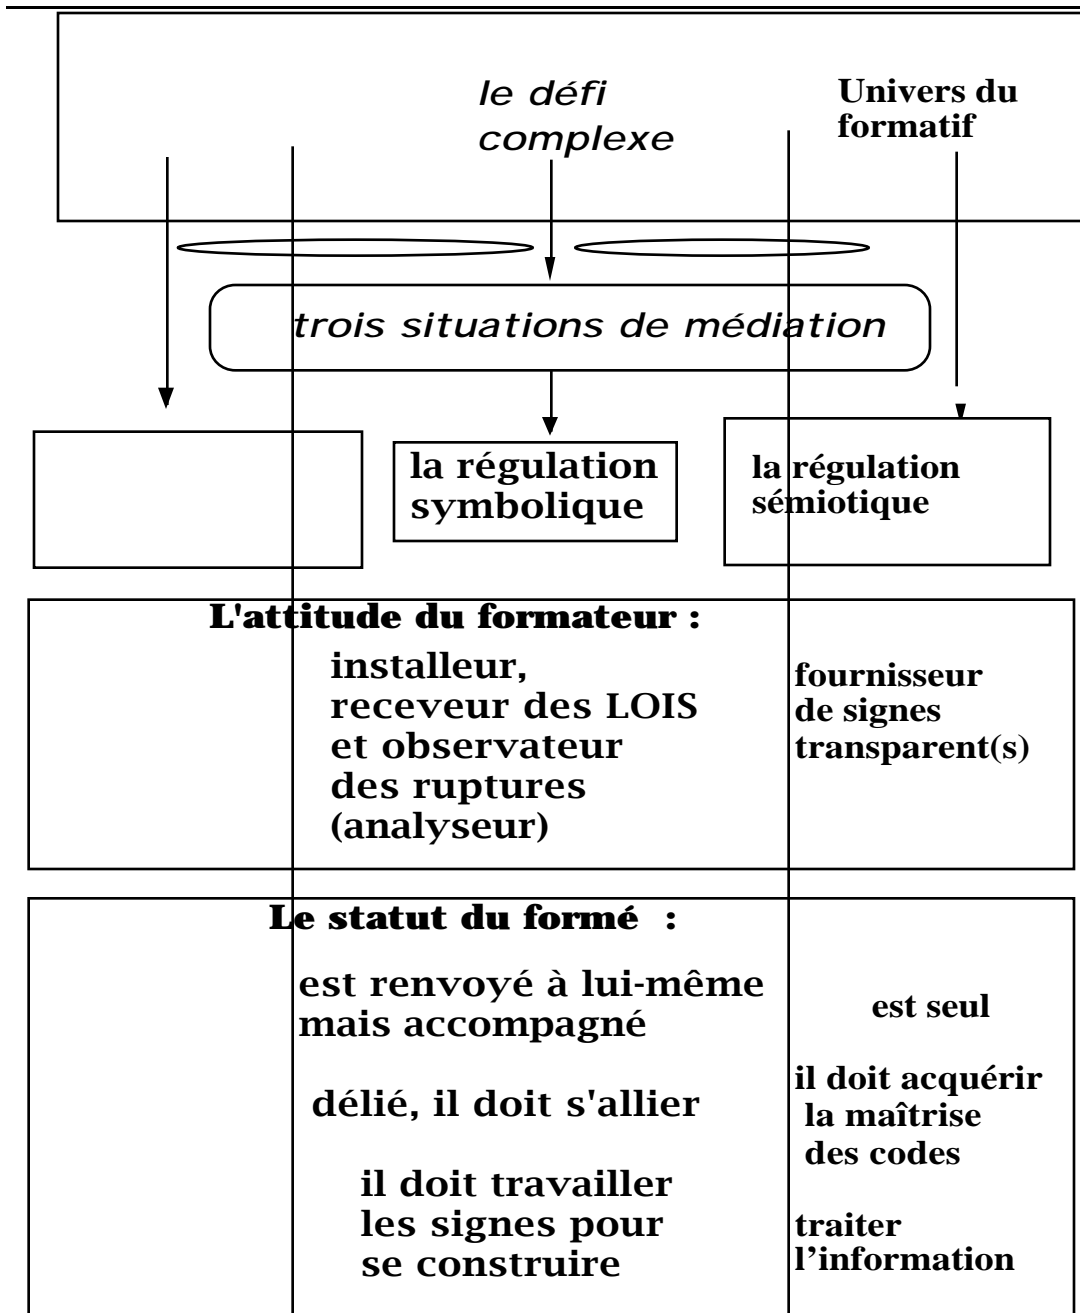 le défi
complexe
Univers du
formatif
trois situations de médiation
la régulation
symbolique
la régulation
sémiotique
L'attitude du formateur :
installeur,
receveur des LOIS
et observateur
des ruptures
(analyseur)
fournisseur
de signes
transparent(s)
Le statut du formé :
est renvoyé à lui-même
mais accompagné
délié, il doit s'allier
il doit travailler
les signes pour
se construire
est seul
il doit acquérir
la maîtrise
des codes
traiter
l’information